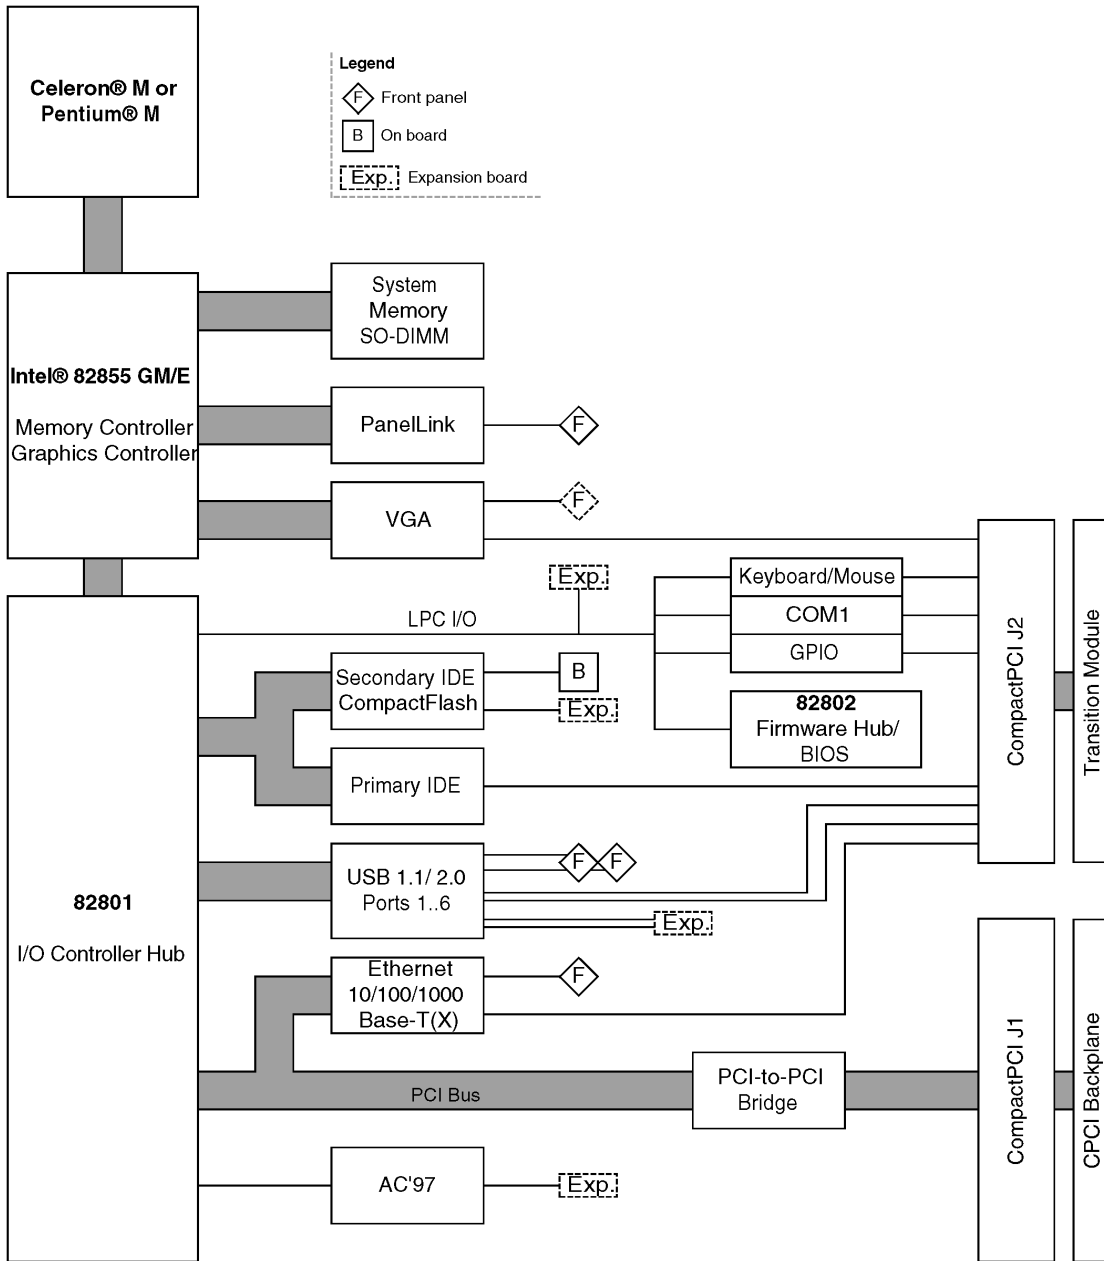 Celeron® M or
Pentium® M
Legend
F Front panel
B On board
Exp. Expansion board
System
Memory
SO-DIMM
Intel® 82855 GM/E
Memory Controller
Graphics Controller
PanelLink
F
VGA
F
Exp.
LPC I/O
Keyboard/Mouse
COM1
GPIO
82802
Firmware Hub/
BIOS
Secondary IDE
CompactFlash
B
Exp.
Primary IDE
CompactPCI J2
Transition Module
82801
I/O Controller Hub
USB 1.1/ 2.0
Ports 1..6
F F
Exp.
Ethernet
10/100/1000
Base-T(X)
F
PCI Bus
PCI-to-PCI
Bridge
CompactPCI J1
CPCI Backplane
AC'97
Exp.